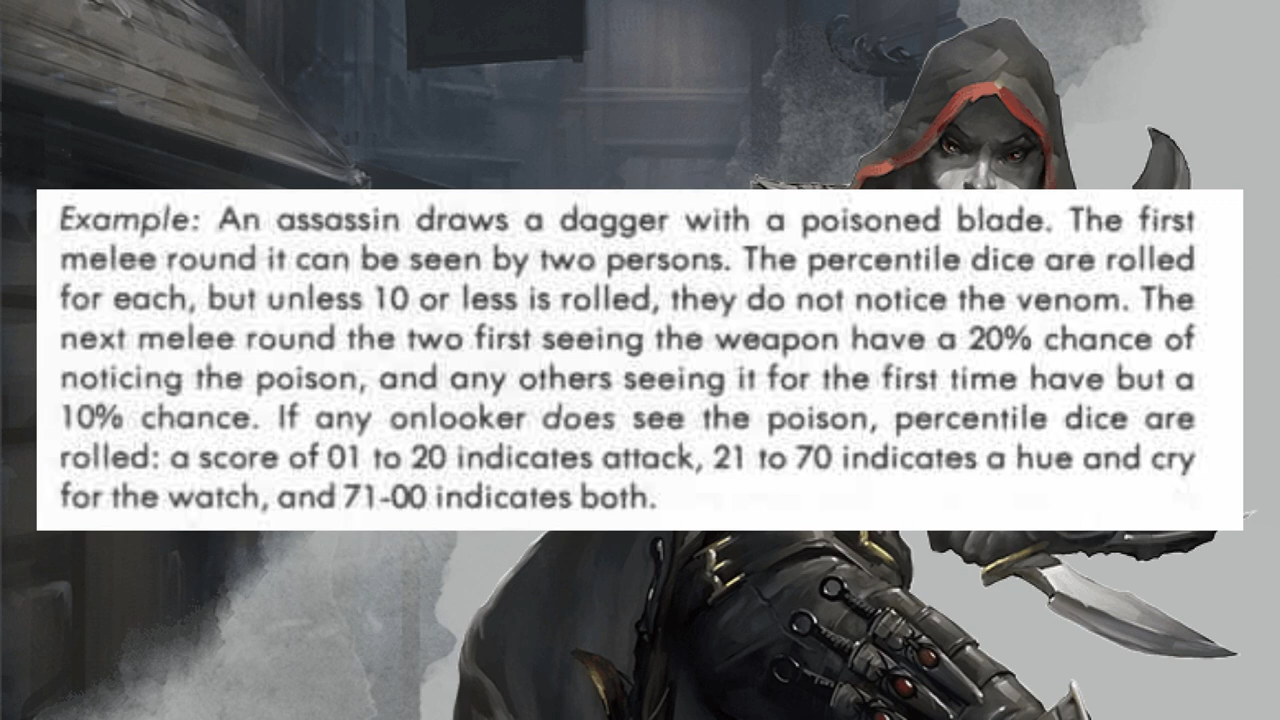 Example: An assassin draws a dagger with a poisoned blade. The first
melee round it can be seen by two persons. The percentile dice are rolled
for each, but unless 10 or less is rolled, they do not notice the venom. The
next melee round the two first seeing the weapon have a 20% chance of
noticing the poison, and any others seeing it for the first time have but a
10% chance. If any onlooker does see the poison, percentile dice are
rolled: a score of 01 to 20 indicates attack, 21 to 70 indicates a hue and cry
for the watch, and 71-00 indicates both.